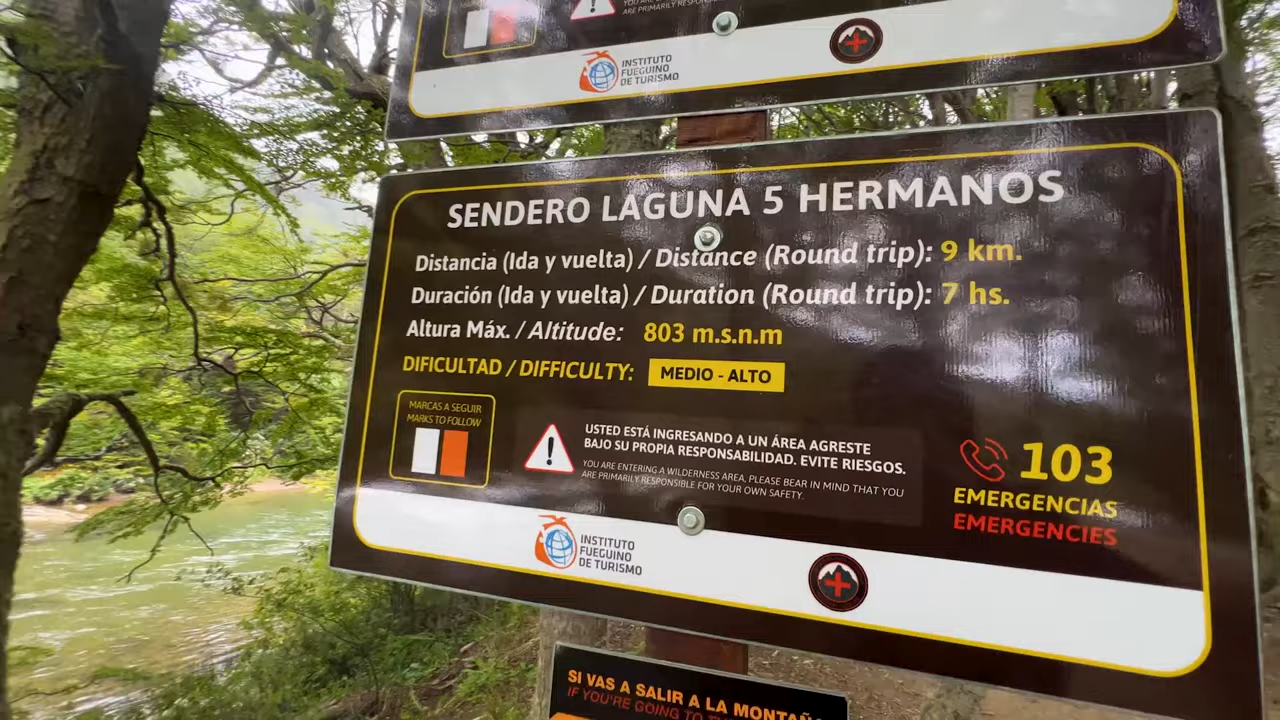 ARE PRIMARILY RESPONS
INSTITUTO
FUEGUINO
DE TURISMO
SENDERO LAGUNA 5 HERMANOS
Distancia (Ida y vuelta) / Distance (Round trip): 9 km.
Duración (Ida y vuelta) / Duration (Round trip): 7 hs.
Altura Máx. / Altitude: 803 m.s.n.m
DIFICULTAD / DIFFICULTY: MEDIO - ALTO
MARCAS A SEGUIR
MARKS TO FOLLOW
USTED ESTÁ INGRESANDO A UN ÁREA AGRESTE
BAJO SU PROPIA RESPONSABILIDAD. EVITE RIESGOS.
YOU ARE ENTERING A WILDERNESS AREA, PLEASE BEAR IN MIND THAT YOU
ARE PRIMARILY RESPONSIBLE FOR YOUR OWN SAFETY.
103
EMERGENCIAS
EMERGENCIES
INSTITUTO
FUEGUINO
DE TURISMO
SI VAS A SALIR A LA MONTAÑ
IF YOU'RE GOING TO